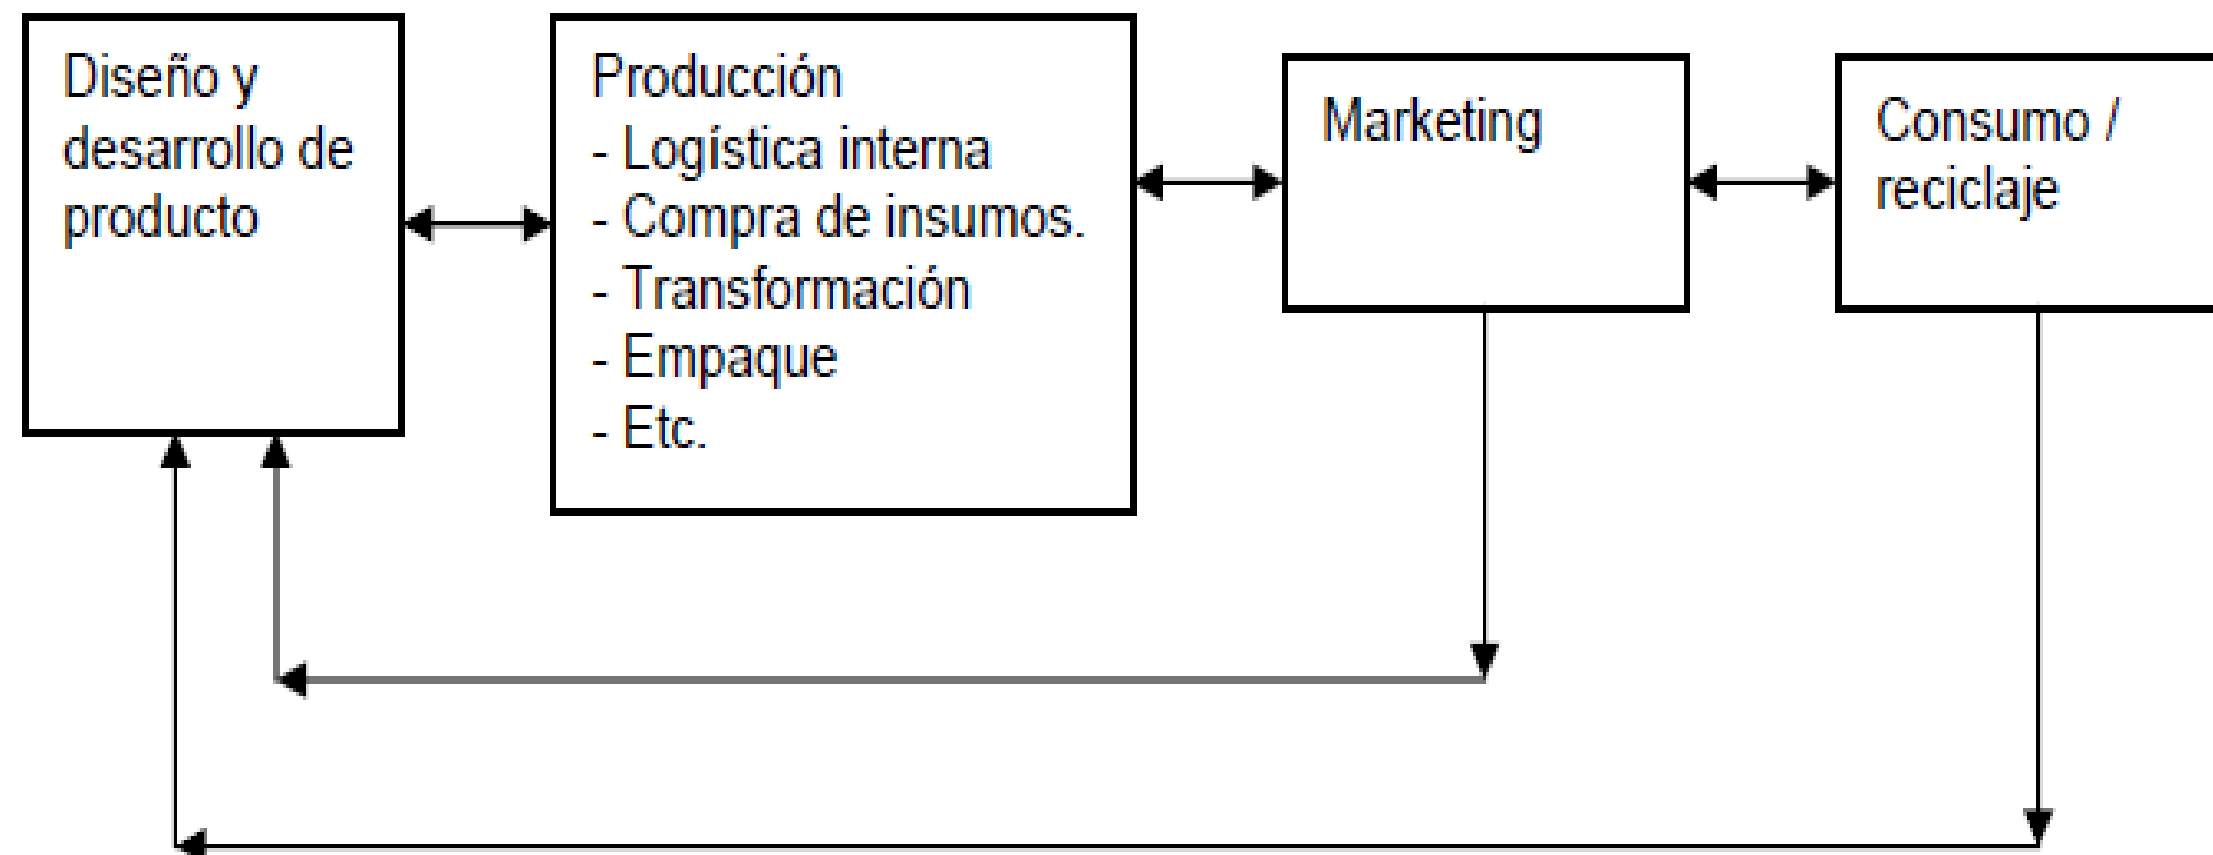 Diseño y
desarrollo de
producto
Producción
- Logística interna
- Compra de insumos.
- Transformación
- Empaque
- Etc.
Marketing
Consumo /
reciclaje